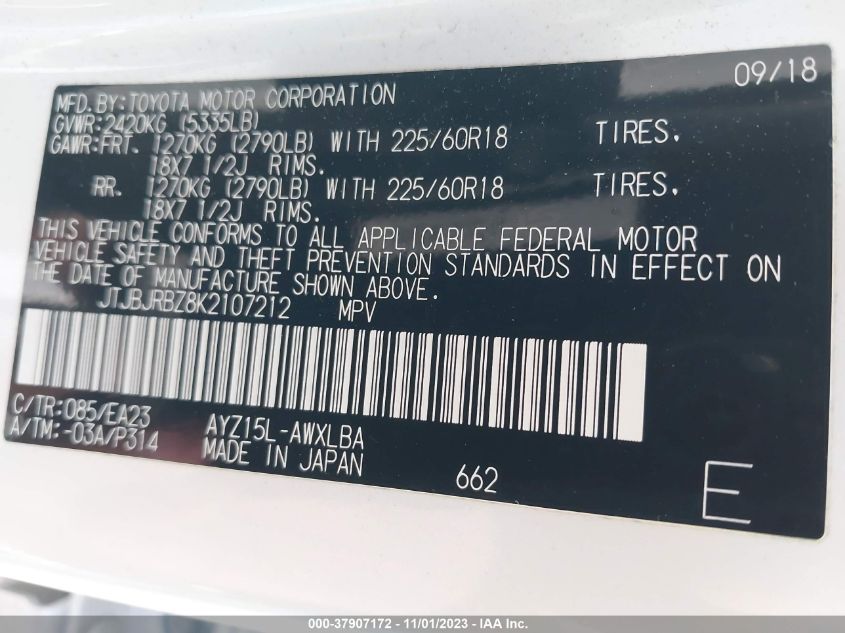 09/18
MFD.BY:TOYOTA MOTOR CORPORATION
GVWR:2420KG (5335LB)
GAWR:FRT. 1270KG (2790LB) WITH 225/60R18 TIRES.
18X7 1/2J RIMS.
RR. 1270KG (2790LB) WITH 225/60R18 TIRES.
18X7 1/2J RIMS.
THIS VEHICLE CONFORMS TO ALL APPLICABLE FEDERAL MOTOR
VEHICLE SAFETY AND THEFT PREVENTION STANDARDS IN EFFECT ON
THE DATE OF MANUFACTURE SHOWN ABOVE.
JTJBJRBZ8K2107212 MPV
C/TR:085/EA23
A/TM:-03A/P314
AYZ15L-AWXLBA
MADE IN JAPAN
662
E
000-37907172 - 11/01/2023 - IAA Inc.